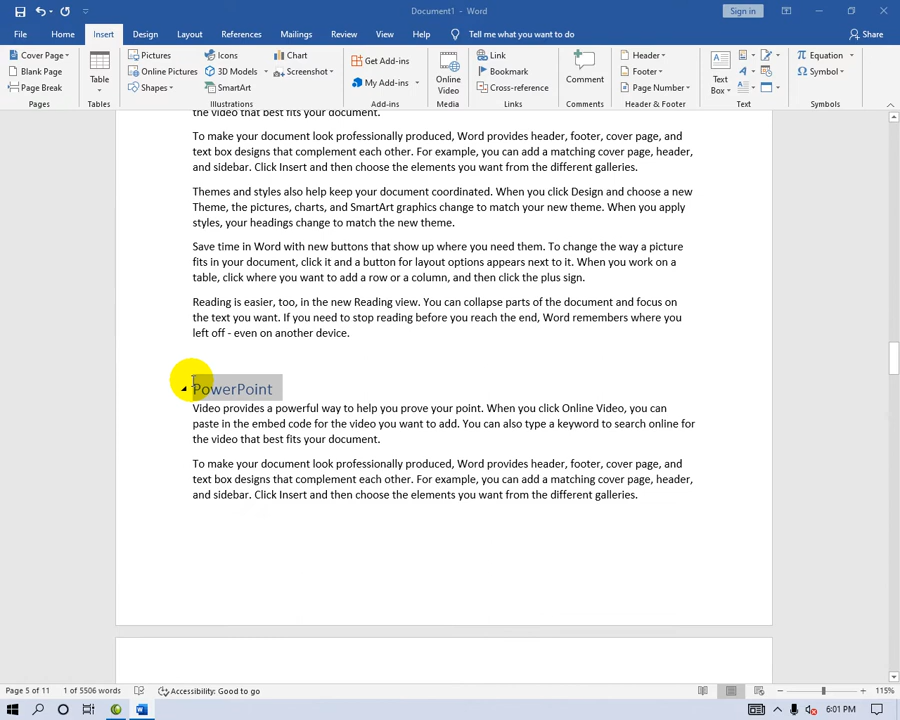 Document1 - Word
Sign in
File Home Insert Design Layout References Mailings Review View Help Tell me what you want to do Share
Cover Page Pictures Icons Chart Get Add-ins Link Header Equation
Blank Page Table Online Pictures 3D Models Screenshot My Add-ins Online Video Bookmark Comment Footer Text Box Symbol
Page Break Shapes SmartArt Cross-reference Page Number
Pages Tables Illustrations Add-ins Media Links Comments Header & Footer Text Symbols
the video that best fits your document.
To make your document look professionally produced, Word provides header, footer, cover page, and
text box designs that complement each other. For example, you can add a matching cover page, header,
and sidebar. Click Insert and then choose the elements you want from the different galleries.
Themes and styles also help keep your document coordinated. When you click Design and choose a new
Theme, the pictures, charts, and SmartArt graphics change to match your new theme. When you apply
styles, your headings change to match the new theme.
Save time in Word with new buttons that show up where you need them. To change the way a picture
fits in your document, click it and a button for layout options appears next to it. When you work on a
table, click where you want to add a row or a column, and then click the plus sign.
Reading is easier, too, in the new Reading view. You can collapse parts of the document and focus on
the text you want. If you need to stop reading before you reach the end, Word remembers where you
left off - even on another device.
PowerPoint
Video provides a powerful way to help you prove your point. When you click Online Video, you can
paste in the embed code for the video you want to add. You can also type a keyword to search online for
the video that best fits your document.
To make your document look professionally produced, Word provides header, footer, cover page, and
text box designs that complement each other. For example, you can add a matching cover page, header,
and sidebar. Click Insert and then choose the elements you want from the different galleries.
Page 5 of 11 1 of 5506 words Accessibility: Good to go 115%
6:01 PM